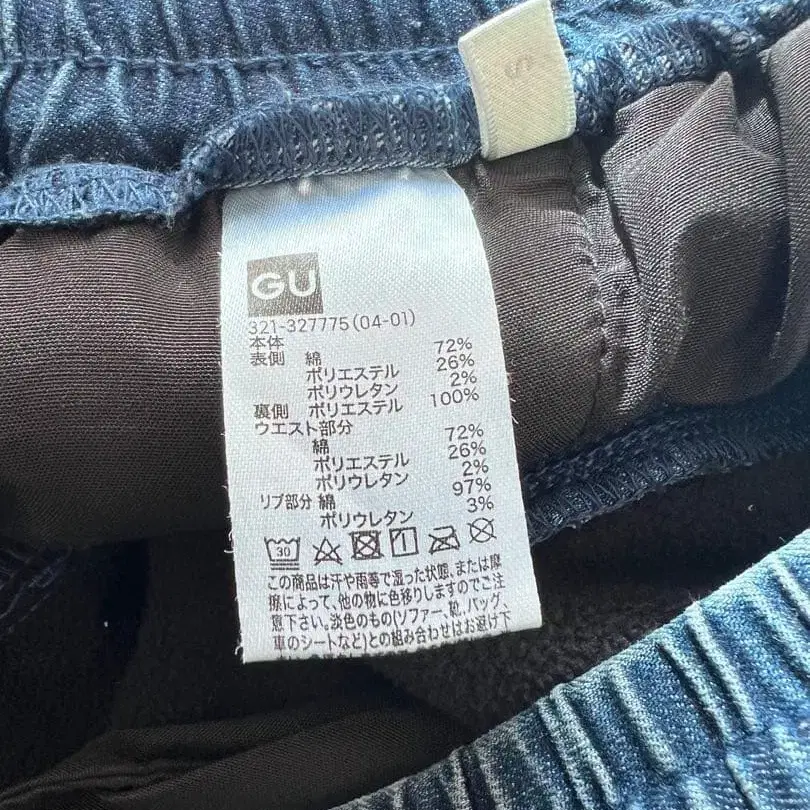 S
GU
321-327775(04-01)
本体
表側 綿 72%
ポリエステル 26%
ポリウレタン 2%
裏側 ポリエステル 100%
ウエスト部分
綿 72%
ポリエステル 26%
ポリウレタン 2%
リブ部分 綿 97%
ポリウレタン 3%
30
この商品は汗や雨等で湿った状態、または摩
擦によって、他の物に色移りしますのでご注
意下さい。淡色のもの(ソファー、靴、バッグ、
車のシートなど)との組み合わせはお避け下